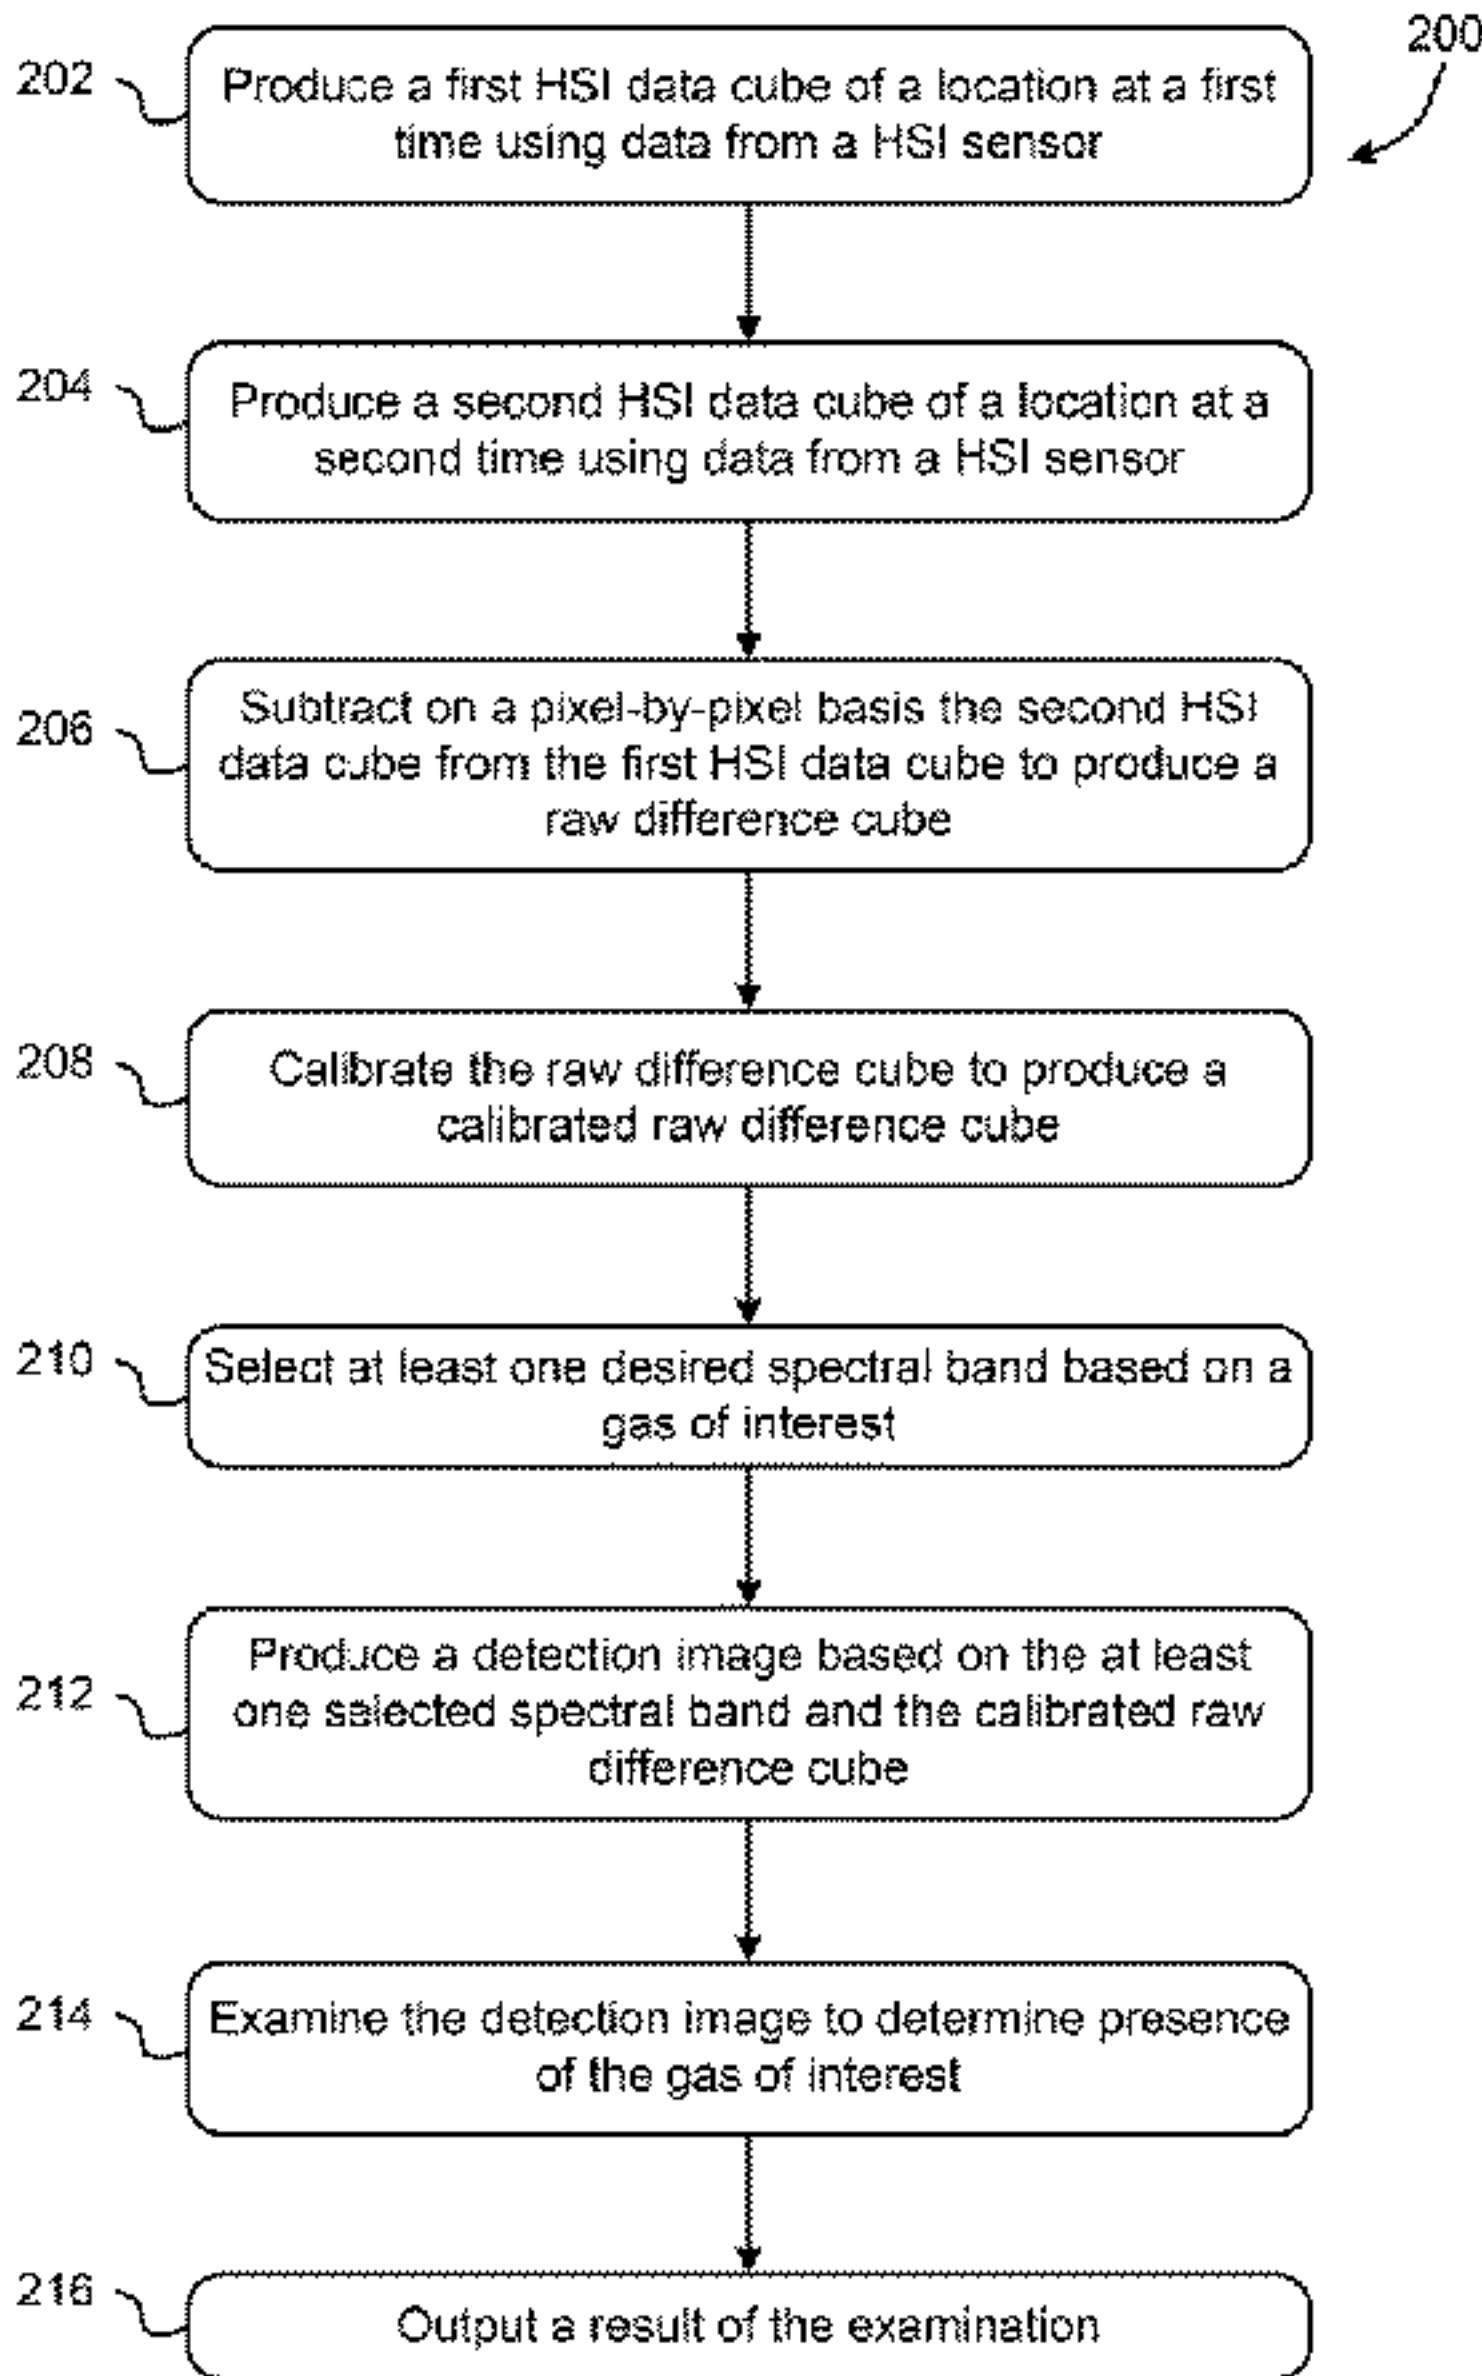 200
202
Produce a first HSI data cube of a location at a first
time using data from a HSI sensor
204
Produce a second HSI data cube of a location at a
second time using data from a HSI sensor
206
Subtract on a pixel-by-pixel basis the second HSI
data cube from the first HSI data cube to produce a
raw difference cube
208
Calibrate the raw difference cube to produce a
calibrated raw difference cube
210
Select at least one desired spectral band based on a
gas of interest
212
Produce a detection image based on the at least
one selected spectral band and the calibrated raw
difference cube
214
Examine the detection image to determine presence
of the gas of interest
216
Output a result of the examination